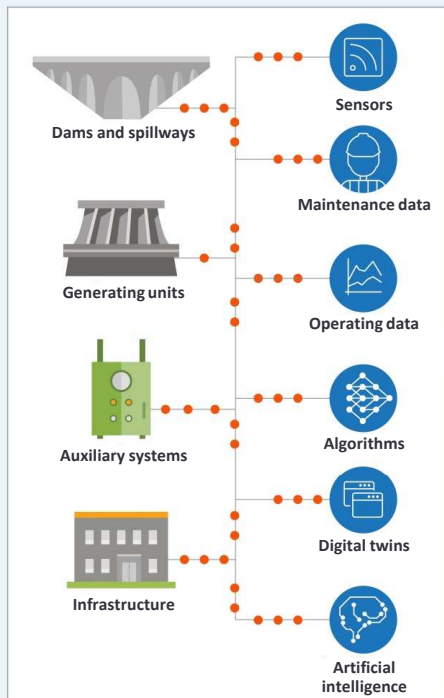 Sensors
Dams and spillways
Maintenance data
Generating units
Operating data
Algorithms
Auxiliary systems
Digital twins
Infrastructure
Artificial
intelligence